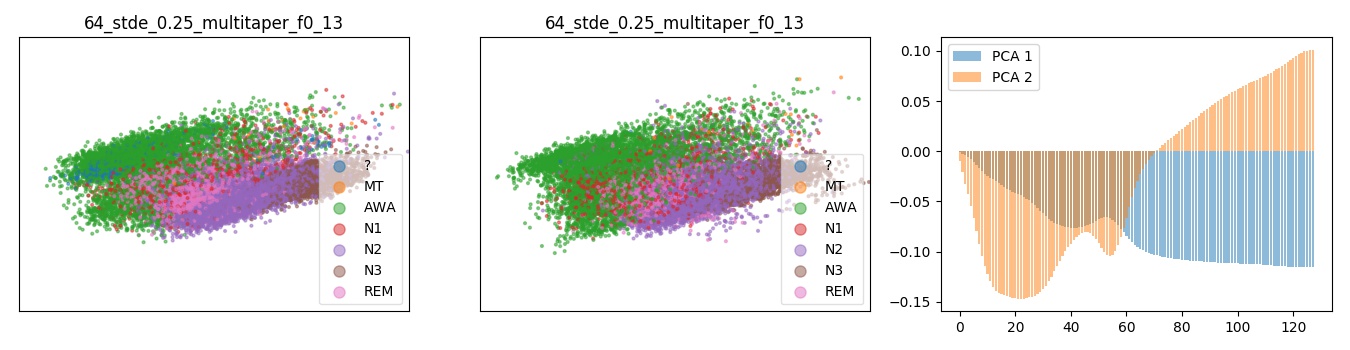 64_stde_0.25_multitaper_f0_13
?
MT
AWA
N1
N2
N3
REM
64_stde_0.25_multitaper_f0_13
?
MT
AWA
N1
N2
N3
REM
PCA 1
PCA 2
0.10
0.05
0.00
−0.05
−0.10
−0.15
0 20 40 60 80 100 120